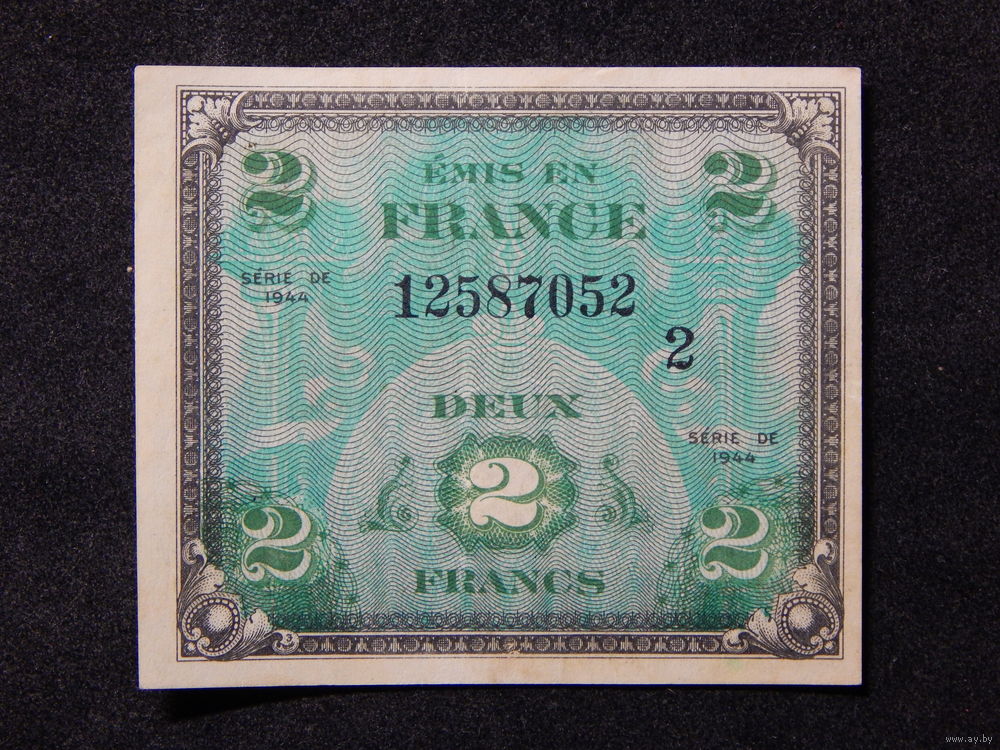 2 2
ÉMIS EN
FRANCE
SÉRIE DE
1944
12587052
2
DEUX
SÉRIE DE
1944
2
2 2
FRANCS
www.ay.by